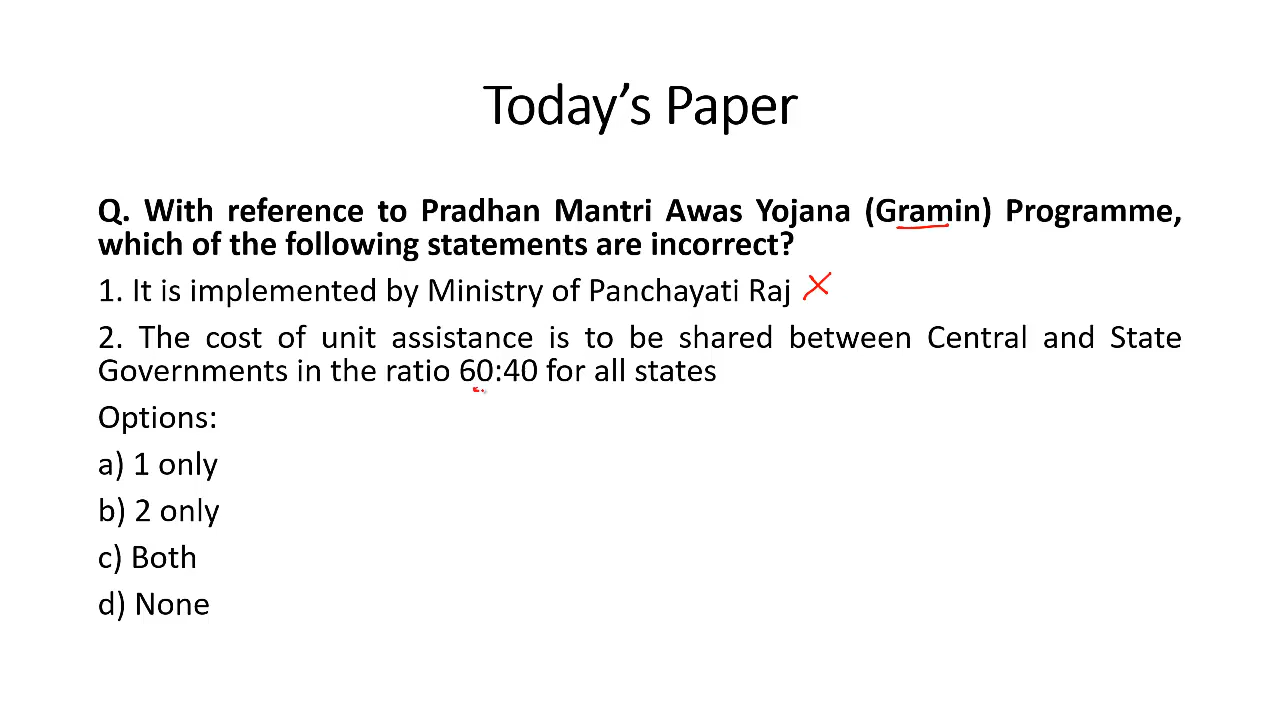 Today’s Paper
Q. With reference to Pradhan Mantri Awas Yojana (Gramin) Programme,
which of the following statements are incorrect?
1. It is implemented by Ministry of Panchayati Raj
2. The cost of unit assistance is to be shared between Central and State
Governments in the ratio 60:40 for all states
Options:
a) 1 only
b) 2 only
c) Both
d) None